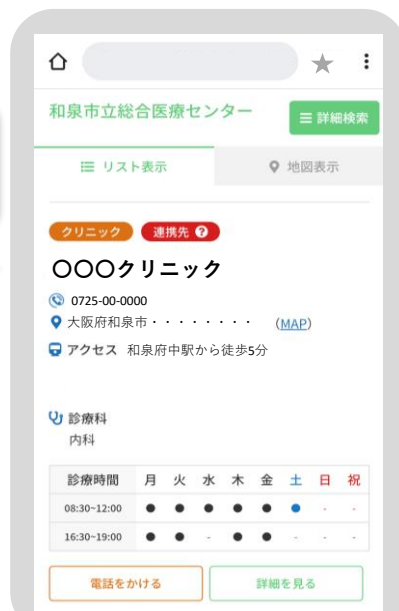 和泉市立総合医療センター
詳細検索
リスト表示
地図表示
クリニック 連携先 ?
〇〇〇クリニック
0725-00-0000
大阪府和泉市・・・・・・・・ (MAP)
アクセス 和泉府中駅から徒歩5分
診療科
内科
診療時間 月 火 水 木 金 土 日 祝
08:30~12:00 ● ● ● ● ● ● - -
16:30~19:00 ● ● - ● ● - - -
電話をかける
詳細を見る